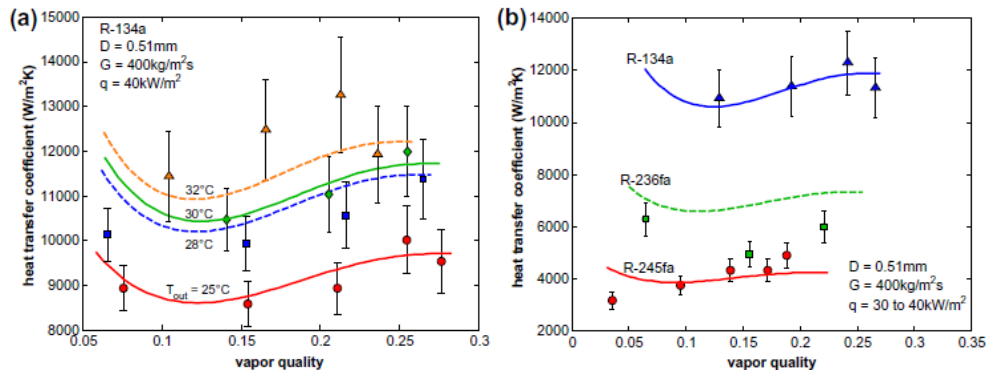 (a)
15000
14000
13000
12000
11000
10000
9000
8000
heat transfer coefficient (W/m²K)
R-134a
D = 0.51mm
G = 400kg/m²s
q = 40kW/m²
32°C
30°C
28°C
T_out = 25°C
0.05
0.1
0.15
0.2
0.25
0.3
vapor quality
(b)
14000
12000
10000
8000
6000
4000
2000
heat transfer coefficient (W/m²K)
R-134a
R-236fa
R-245fa
D = 0.51mm
G = 400kg/m²s
q = 30 to 40kW/m²
0
0.05
0.1
0.15
0.2
0.25
0.3
0.35
vapor quality